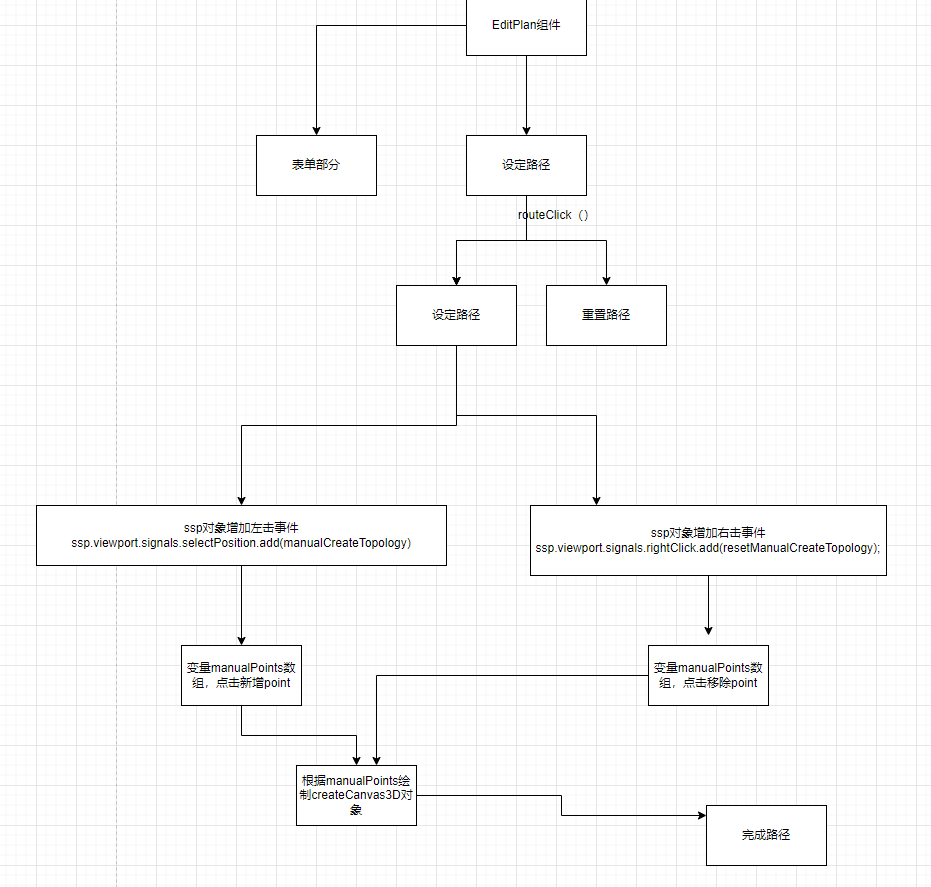 EditPlan组件
表单部分
设定路径
routeClick（）
设定路径
重置路径
ssp对象增加左击事件
ssp.viewport.signals.selectPosition.add(manualCreateTopology)
ssp对象增加右击事件
ssp.viewport.signals.rightClick.add(resetManualCreateTopology);
变量manualPoints数
组，点击新增point
变量manualPoints数
组，点击移除point
根据manualPoints绘
制createCanvas3D对
象
完成路径